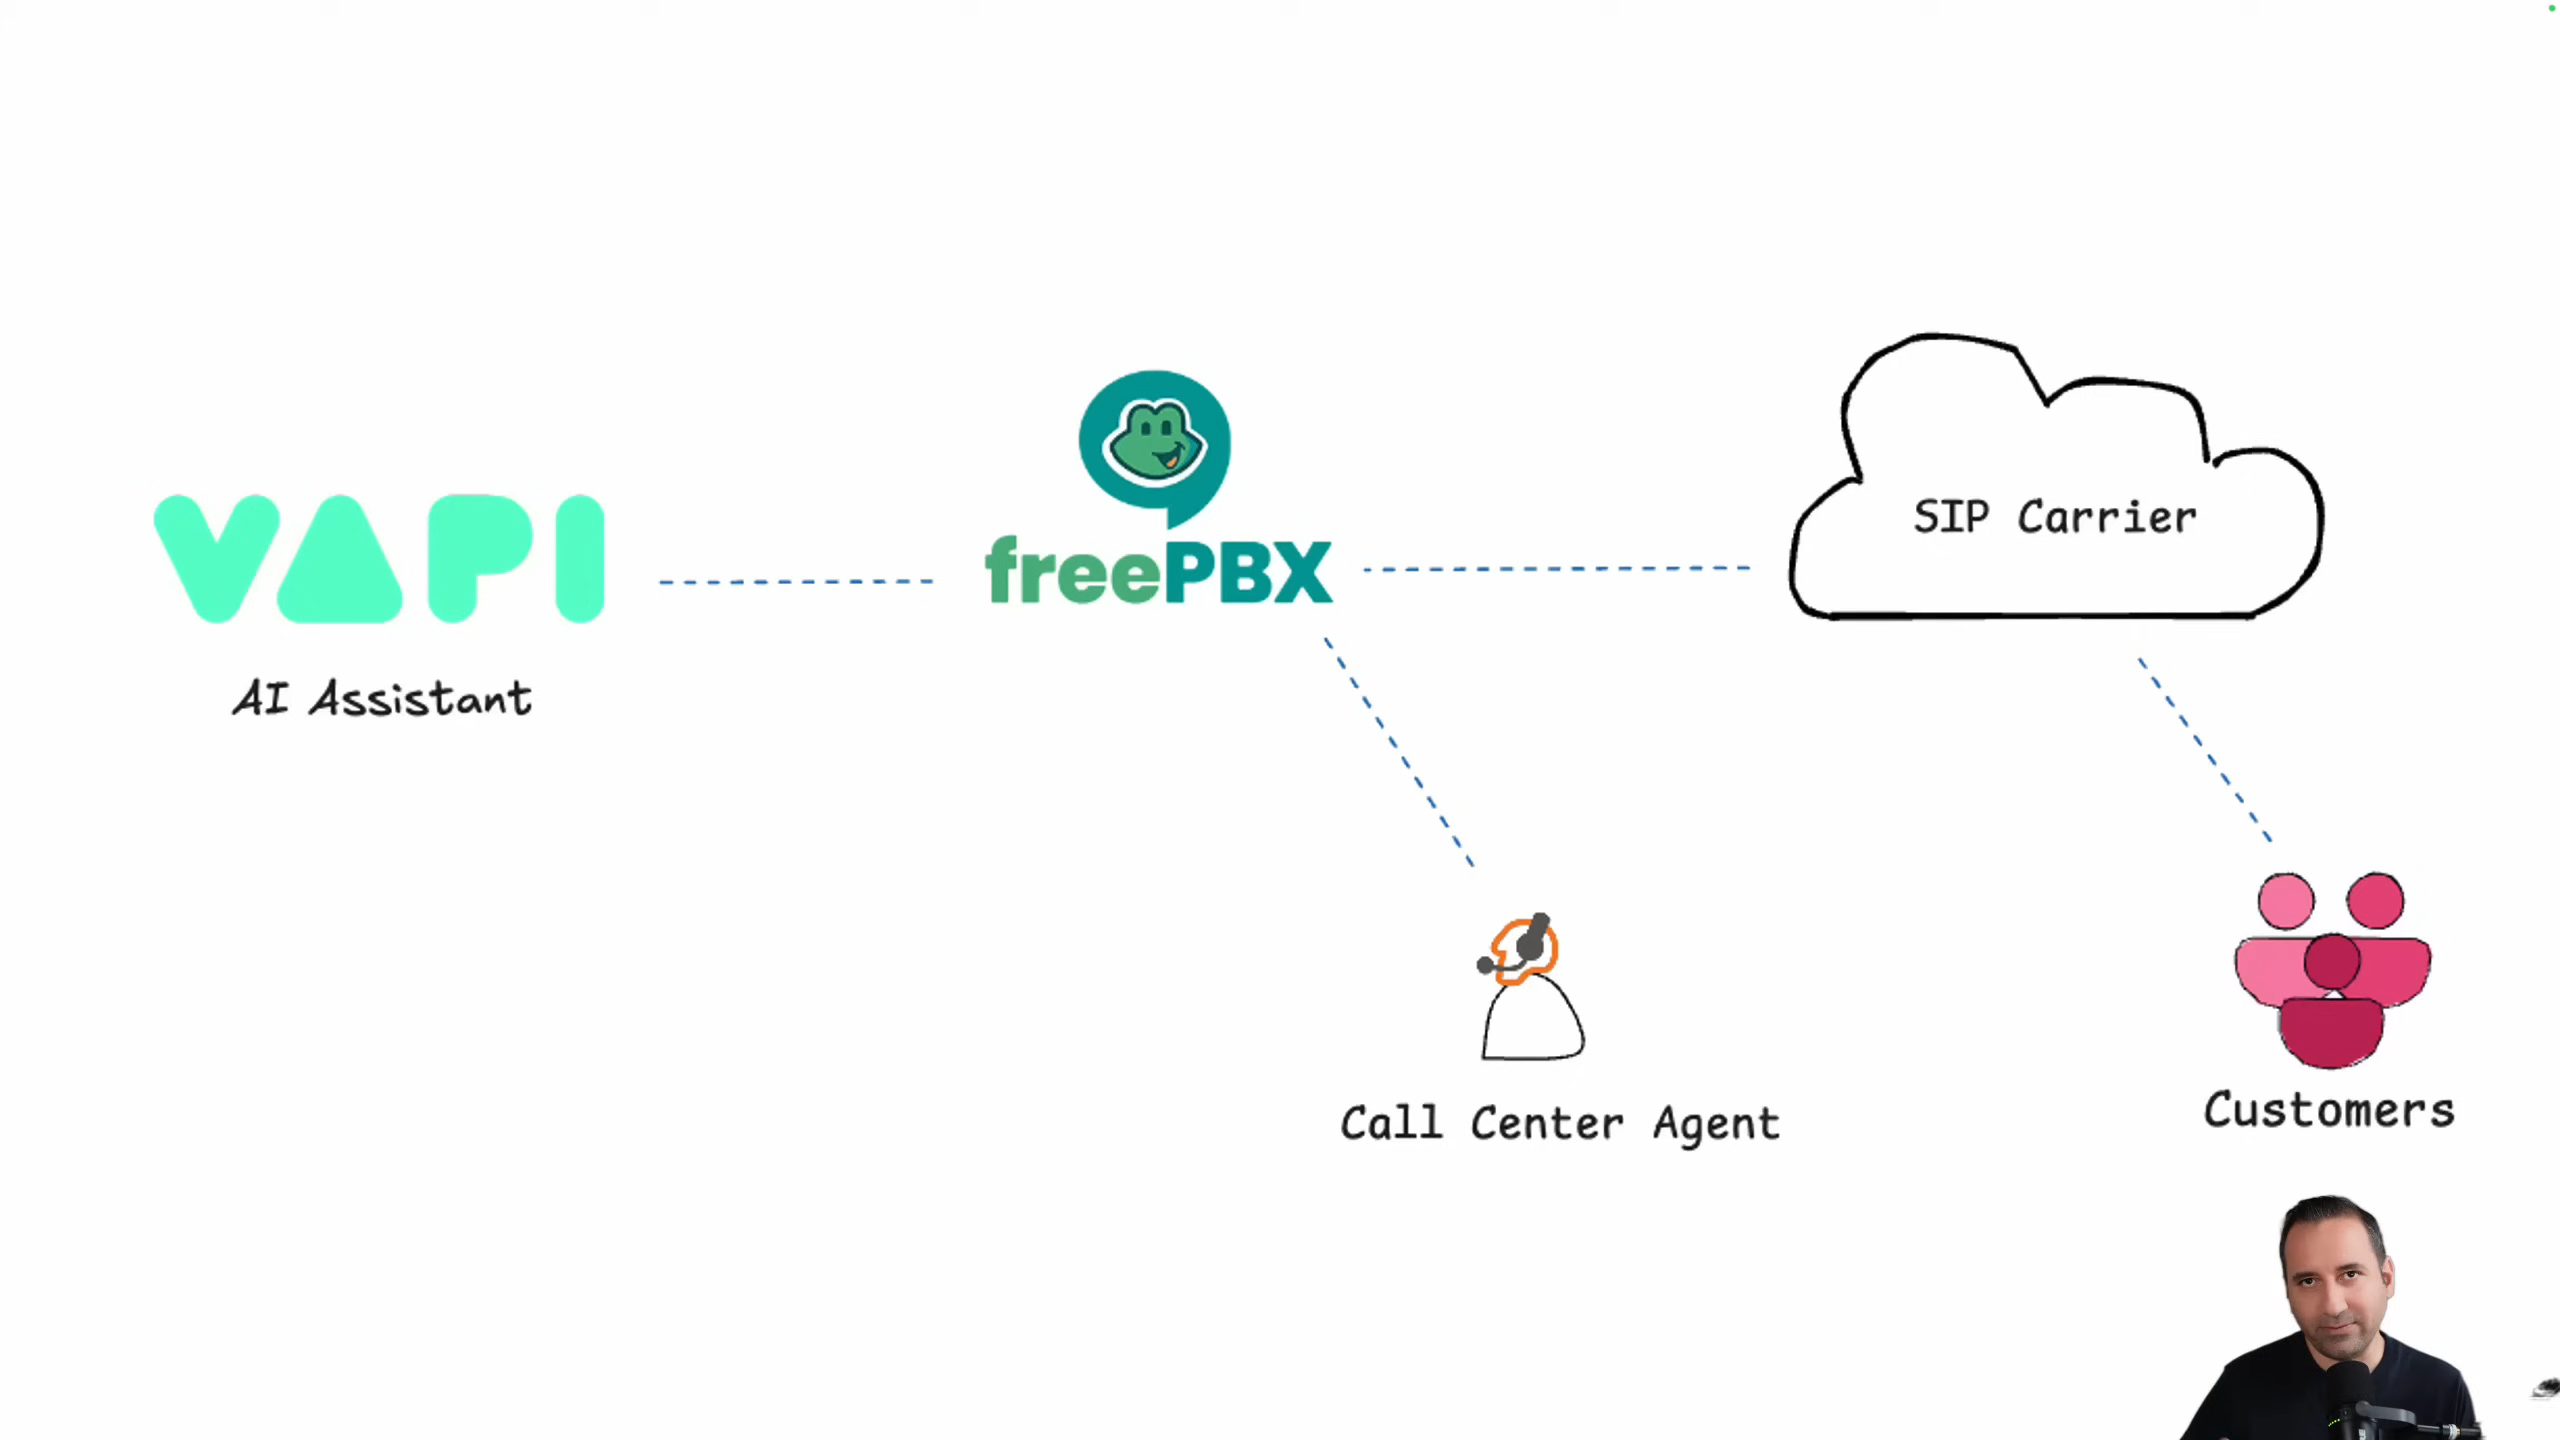 VAPI
AI Assistant
freePBX
SIP Carrier
Call Center Agent
Customers